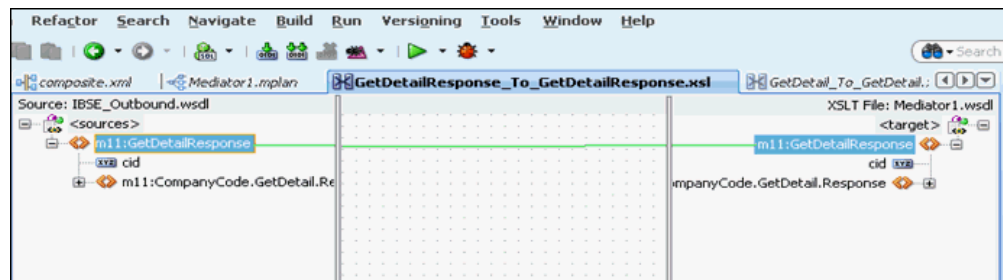 Refactor Search Navigate Build Run Versioning Tools Window Help
Search
composite.xml Mediator1.mplan GetDetailResponse_To_GetDetailResponse.xsl GetDetail_To_GetDetail.:
Source: IBSE_Outbound.wsdl XSLT File: Mediator1.wsdl
<sources> <target>
m11:GetDetailResponse m11:GetDetailResponse
cid cid
m11:CompanyCode.GetDetail.Re ompanyCode.GetDetail.Response